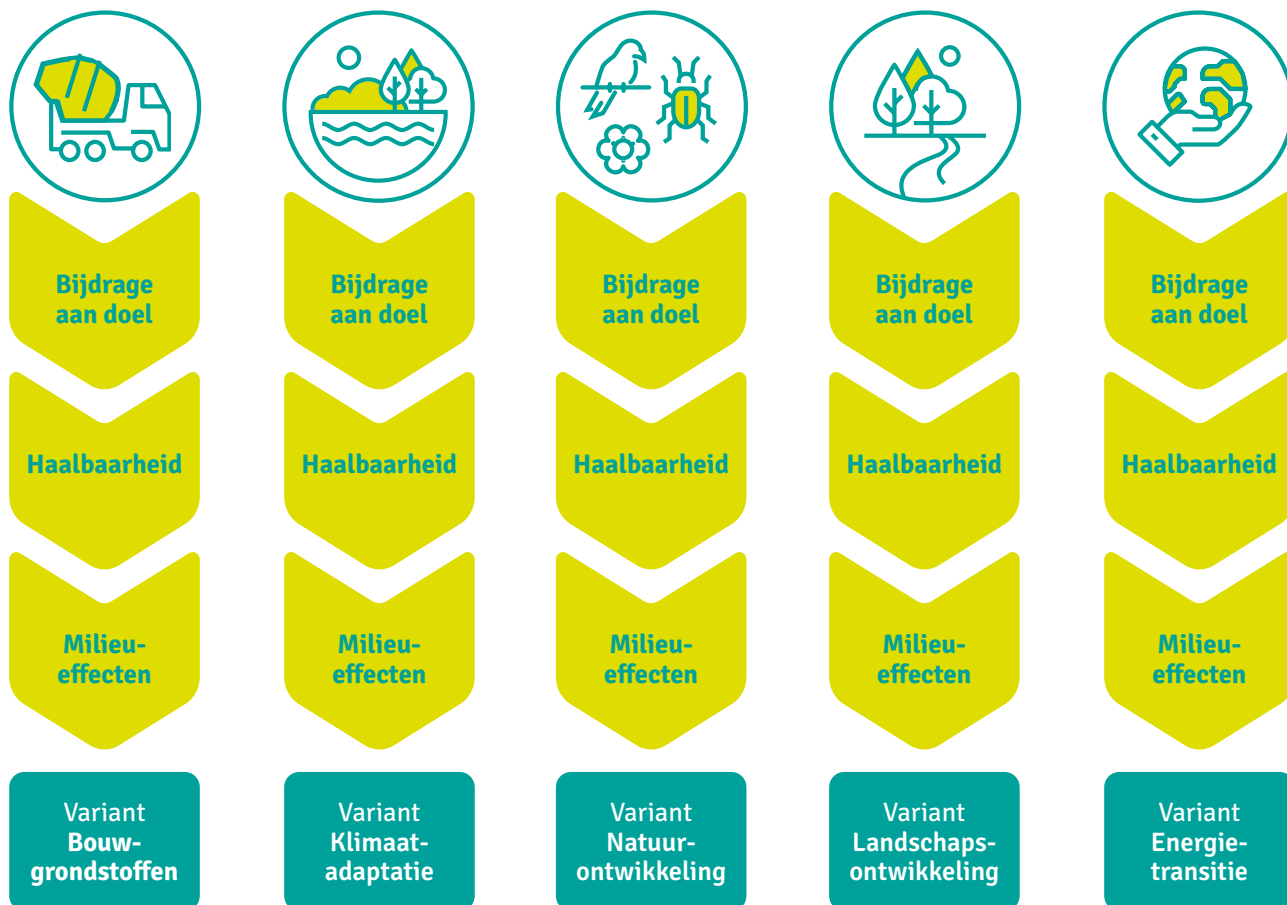 Bijdrage
aan doel
Bijdrage
aan doel
Bijdrage
aan doel
Bijdrage
aan doel
Bijdrage
aan doel
Haalbaarheid
Haalbaarheid
Haalbaarheid
Haalbaarheid
Haalbaarheid
Milieu-
effecten
Milieu-
effecten
Milieu-
effecten
Milieu-
effecten
Milieu-
effecten
Variant
Bouw-
grondstoffen
Variant
Klimaat-
adaptatie
Variant
Natuur-
ontwikkeling
Variant
Landschaps-
ontwikkeling
Variant
Energie-
transitie